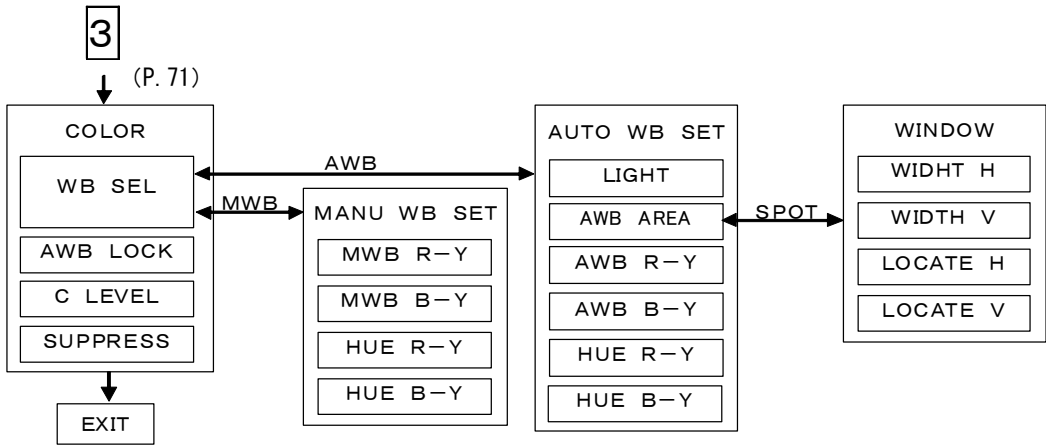 3
(P. 71)
COLOR
WB SEL
AWB LOCK
C LEVEL
SUPPRESS
EXIT
AWB
MWB
MANU WB SET
MWB R−Y
MWB B−Y
HUE R−Y
HUE B−Y
AUTO WB SET
LIGHT
AWB AREA
AWB R−Y
AWB B−Y
HUE R−Y
HUE B−Y
SPOT
WINDOW
WIDHT H
WIDTH V
LOCATE H
LOCATE V